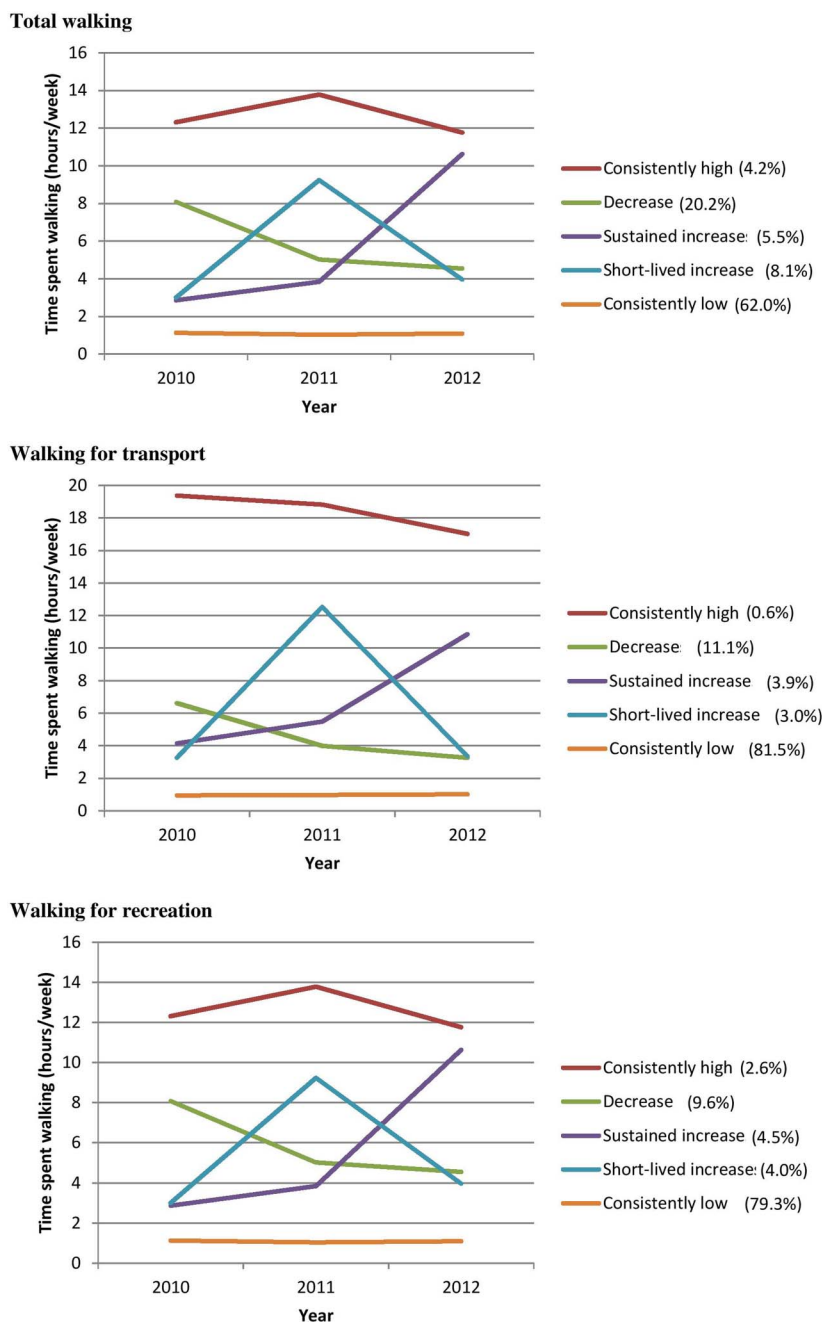 Total walking
16
14
12
10
8
6
4
2
0
Time spent walking (hours/week)
2010 2011 2012
Year
Consistently high (4.2%)
Decrease (20.2%)
Sustained increase (5.5%)
Short-lived increase (8.1%)
Consistently low (62.0%)
Walking for transport
20
18
16
14
12
10
8
6
4
2
0
Time spent walking (hours/week)
2010 2011 2012
Year
Consistently high (0.6%)
Decrease (11.1%)
Sustained increase (3.9%)
Short-lived increase (3.0%)
Consistently low (81.5%)
Walking for recreation
16
14
12
10
8
6
4
2
0
Time spent walking (hours/week)
2010 2011 2012
Year
Consistently high (2.6%)
Decrease (9.6%)
Sustained increase (4.5%)
Short-lived increase (4.0%)
Consistently low (79.3%)